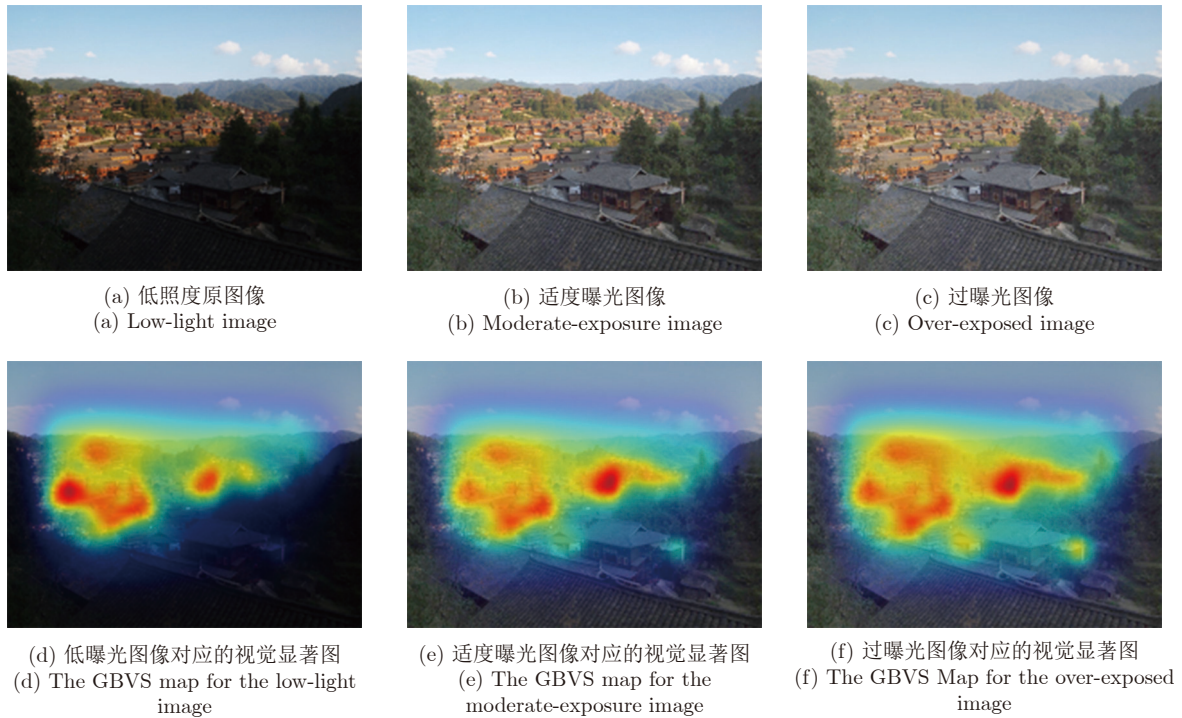 (a) 低照度原图像
(a) Low-light image
(b) 适度曝光图像
(b) Moderate-exposure image
(c) 过曝光图像
(c) Over-exposed image
(d) 低曝光图像对应的视觉显著图
(d) The GBVS map for the low-light
image
(e) 适度曝光图像对应的视觉显著图
(e) The GBVS map for the
moderate-exposure image
(f) 过曝光图像对应的视觉显著图
(f) The GBVS Map for the over-exposed
image